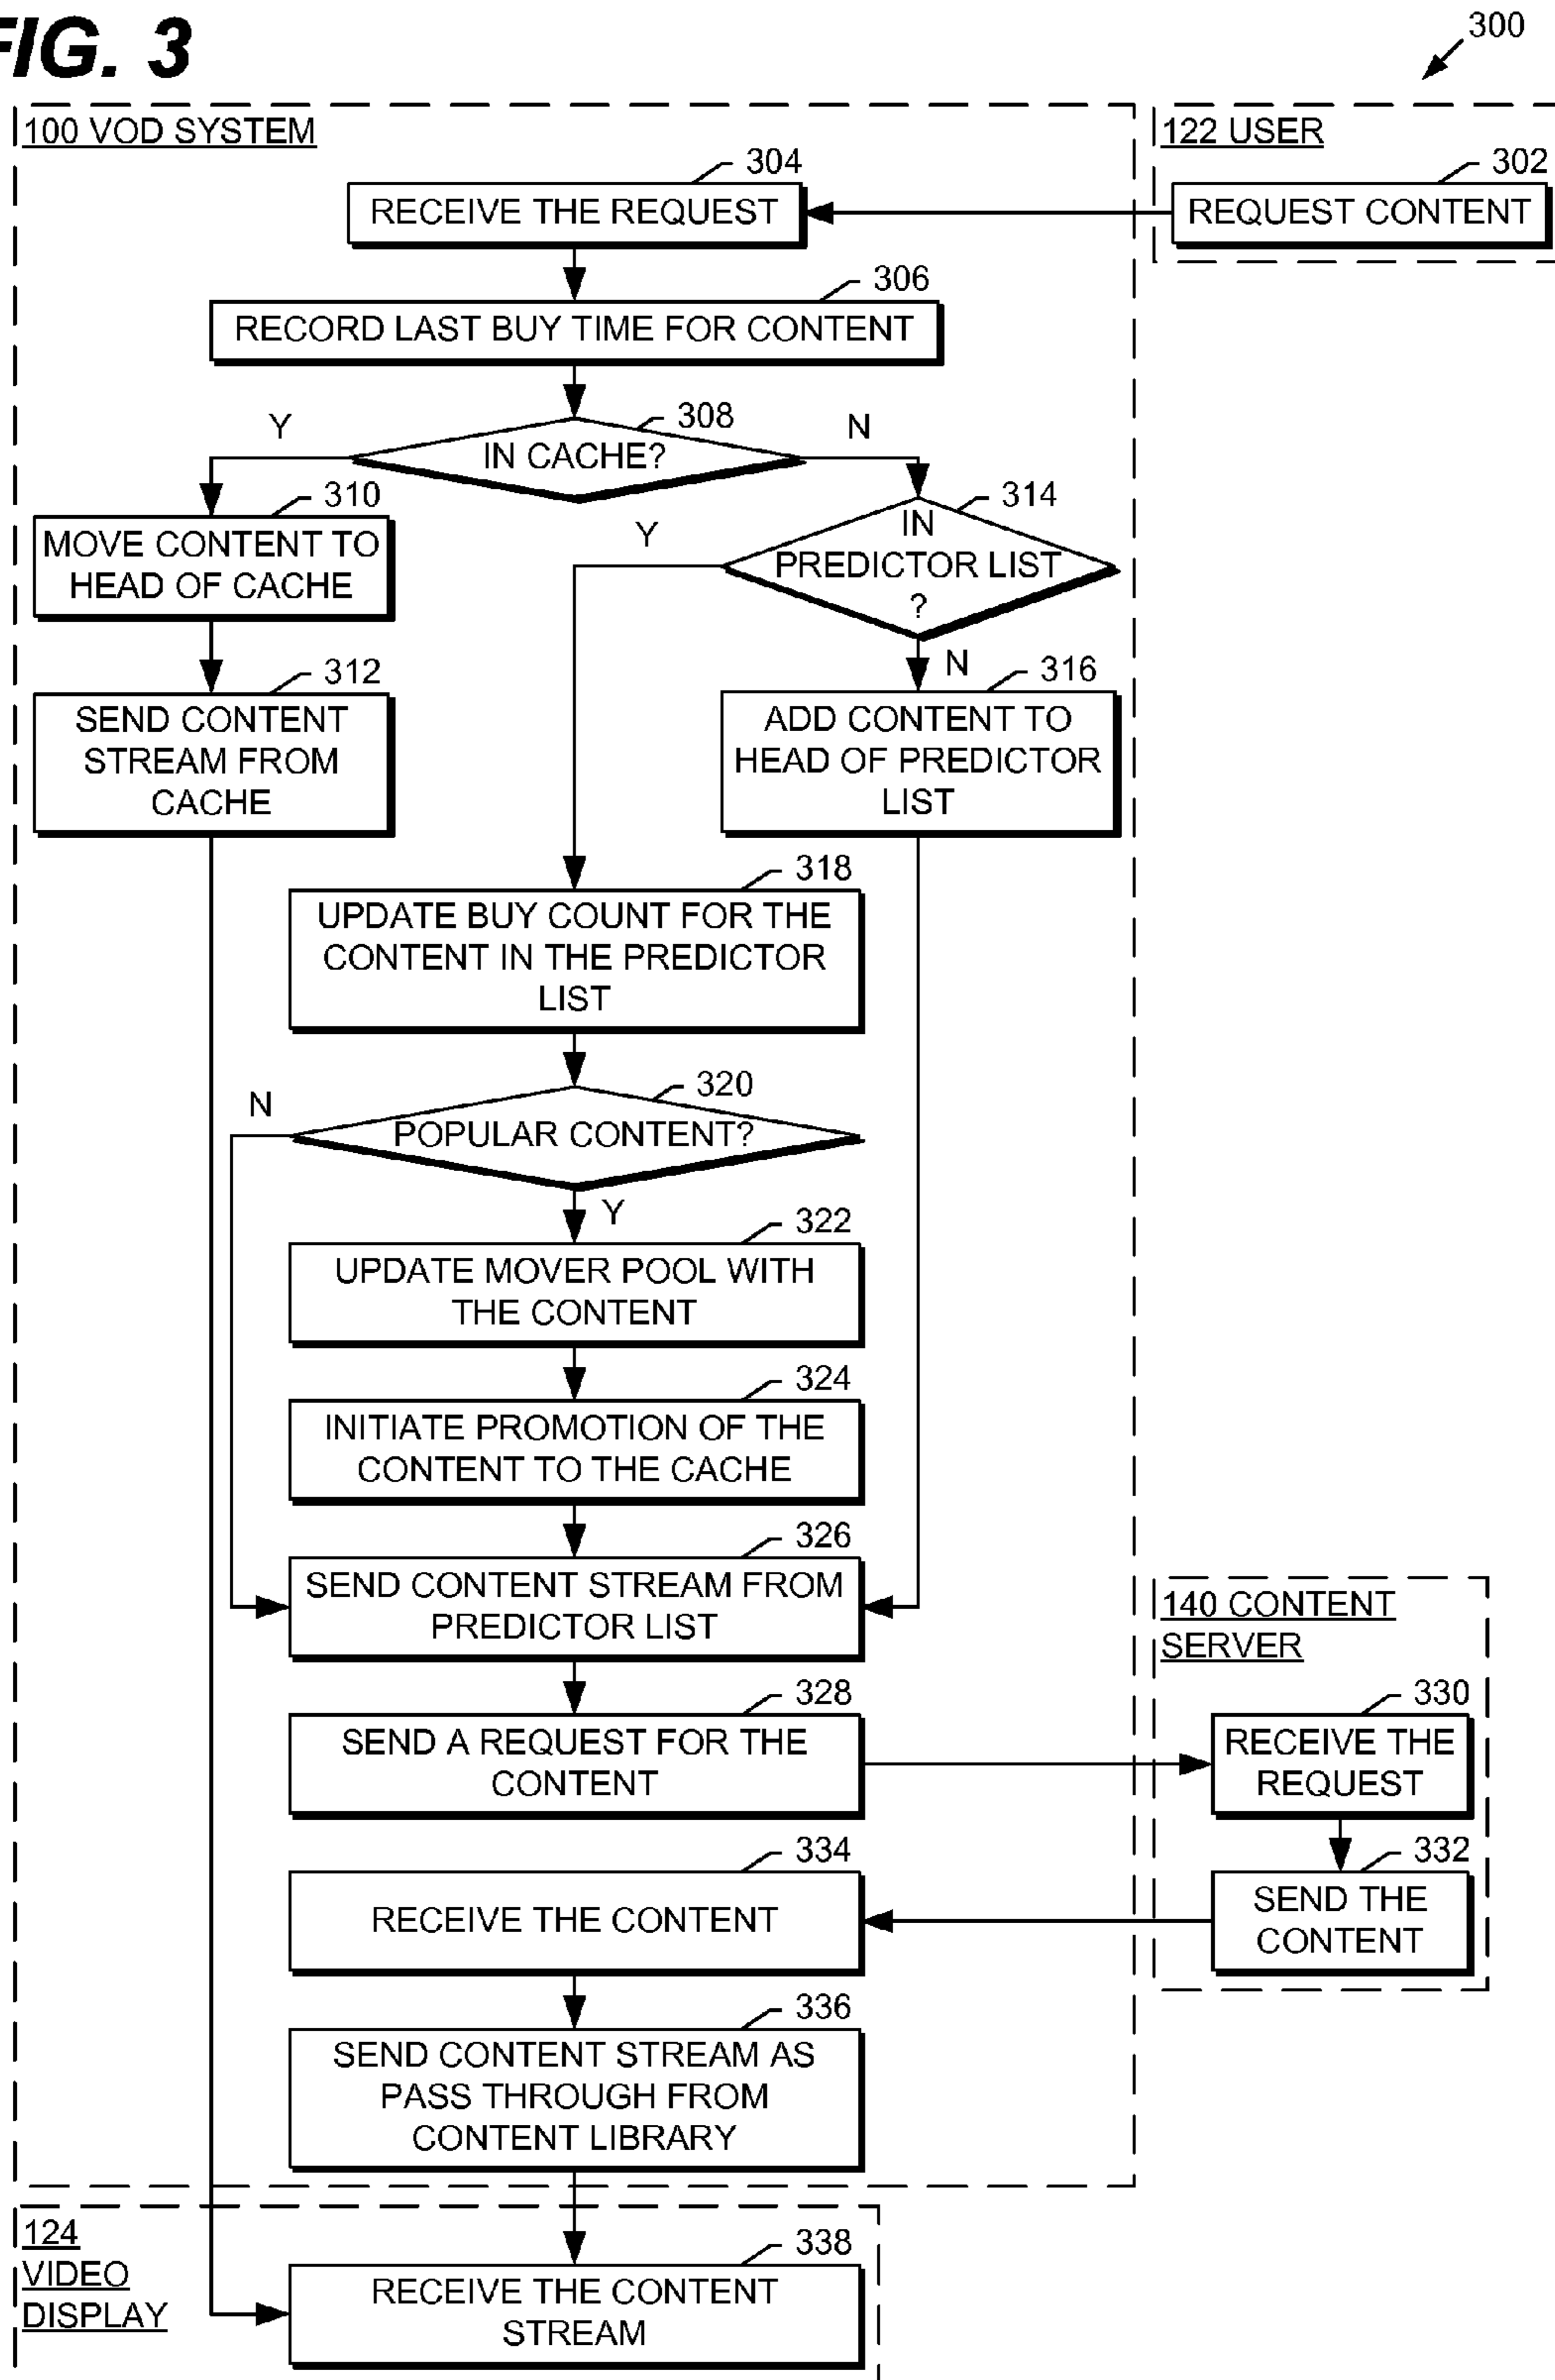 FIG. 3
300
100 VOD SYSTEM
122 USER
304
302
RECEIVE THE REQUEST
REQUEST CONTENT
306
RECORD LAST BUY TIME FOR CONTENT
Y
308
N
IN CACHE?
310
314
MOVE CONTENT TO
HEAD OF CACHE
Y
IN
PREDICTOR LIST
?
312
N
316
SEND CONTENT
STREAM FROM
CACHE
ADD CONTENT TO
HEAD OF PREDICTOR
LIST
318
UPDATE BUY COUNT FOR THE
CONTENT IN THE PREDICTOR
LIST
320
N
POPULAR CONTENT?
Y
322
UPDATE MOVER POOL WITH
THE CONTENT
324
INITIATE PROMOTION OF THE
CONTENT TO THE CACHE
326
SEND CONTENT STREAM FROM
PREDICTOR LIST
140 CONTENT
SERVER
328
330
SEND A REQUEST FOR THE
CONTENT
RECEIVE THE
REQUEST
334
332
RECEIVE THE CONTENT
SEND THE
CONTENT
336
SEND CONTENT STREAM AS
PASS THROUGH FROM
CONTENT LIBRARY
124
VIDEO
DISPLAY
338
RECEIVE THE CONTENT
STREAM